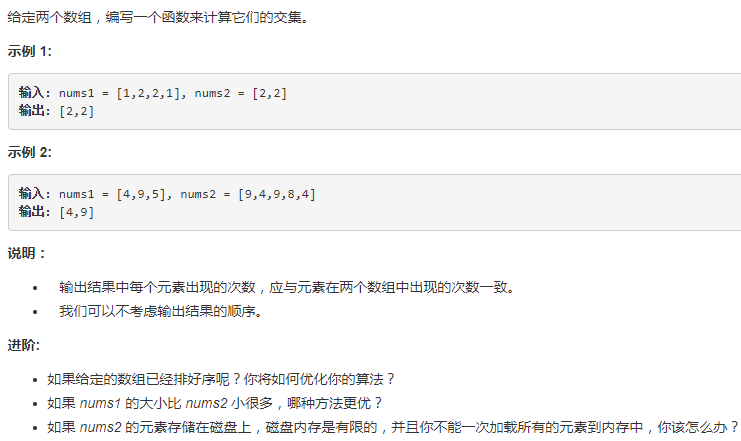 给定两个数组，编写一个函数来计算它们的交集。
示例 1:
输入: nums1 = [1,2,2,1], nums2 = [2,2]
输出: [2,2]
示例 2:
输入: nums1 = [4,9,5], nums2 = [9,4,9,8,4]
输出: [4,9]
说明：
• 输出结果中每个元素出现的次数，应与元素在两个数组中出现的次数一致。
• 我们可以不考虑输出结果的顺序。
进阶:
• 如果给定的数组已经排好序呢？你将如何优化你的算法？
• 如果 nums1 的大小比 nums2 小很多，哪种方法更优？
• 如果 nums2 的元素存储在磁盘上，磁盘内存是有限的，并且你不能一次加载所有的元素到内存中，你该怎么办？